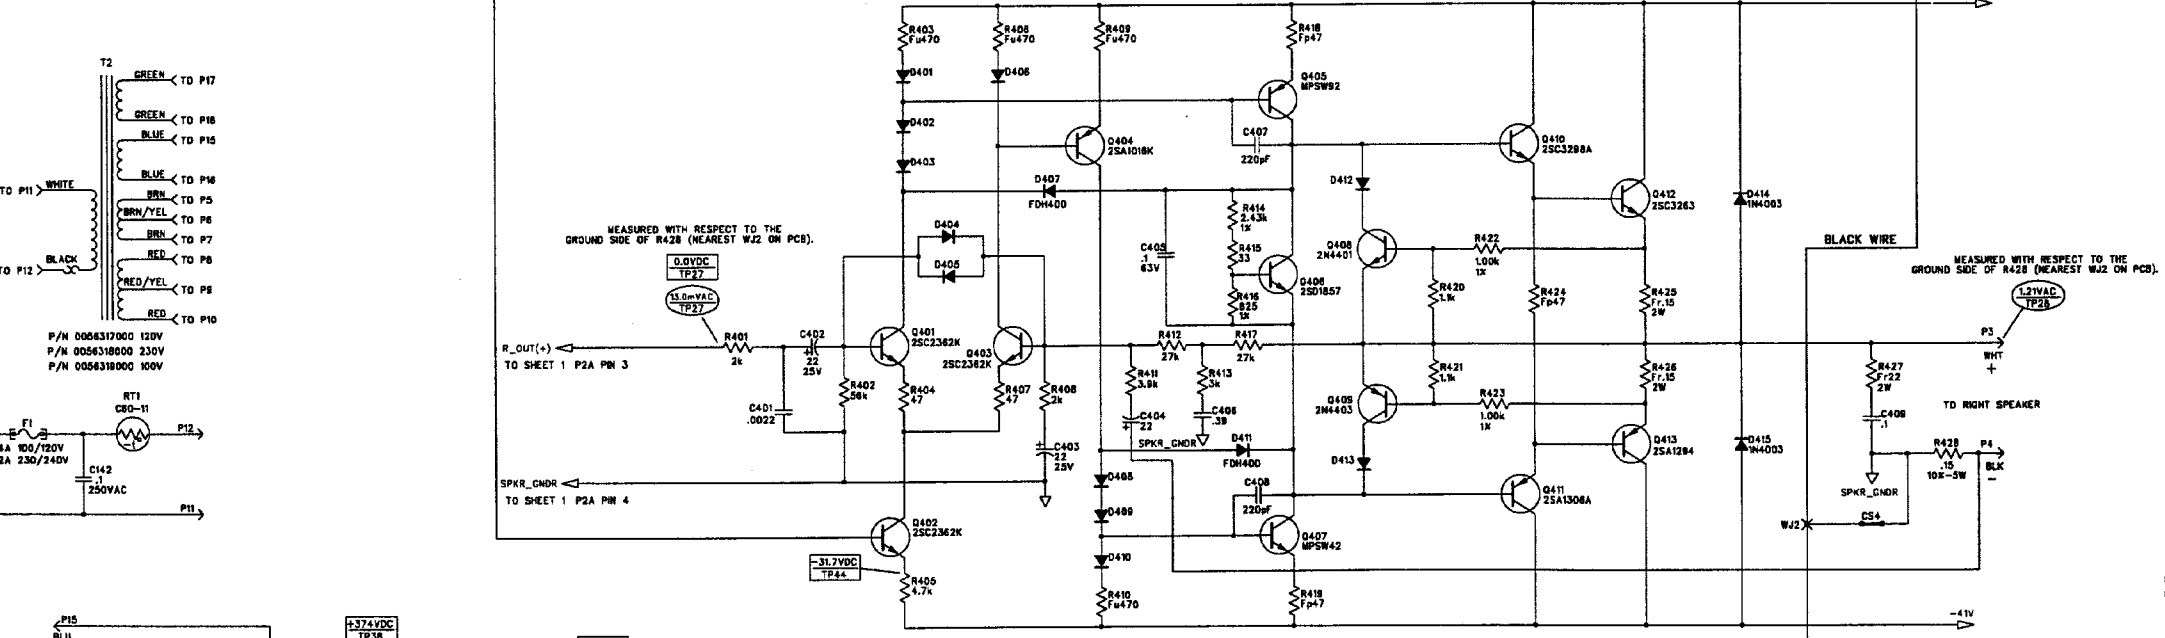 T2
GREEN
TO P17
GREEN
TO P18
BLUE
TO P15
BLUE
TO P16
TO P11
WHITE
BRN
TO P5
BRN/YEL
TO P6
BRN
TO P7
RED
TO P8
TO P12
BLACK
RED/YEL
TO P9
RED
TO P10
P/N 0056317000 120V
P/N 0056318000 230V
P/N 0056319000 100V
RT1
F1
P12
A 100/120V
A 230/240V
C142
.1
250VAC
P11
P15
+374VDC
TP38
MEASURED WITH RESPECT TO THE
GROUND SIDE OF R428 (NEAREST WJ2 ON PCB).
0.0VDC
TP27
13.0mVAC
TP27
R_OUT(+)
TO SHEET 1 P2A PIN 3
R401
2k
C402
22
25V
C401
.0022
R402
56k
SPKR_GNDR
TO SHEET 1 P2A PIN 4
R403
Fu470
D401
D402
D403
D404
D405
Q401
2SC2362K
R404
47
Q402
2SC2362K
-31.7VDC
TP44
R405
4.7k
Fu470
D406
Q403
2SC2362K
R407
47
R408
2k
C403
22
25V
R409
Fu470
Q404
2SA1016K
D407
FDH400
R411
3.9k
C404
22
R412
27k
R413
3k
C406
.39
SPKR_GNDR
R417
27k
D411
FDH400
D409
D410
R410
Fu470
R418
Fp47
Q405
MPSW92
C407
220pF
C405
.1
63V
R414
2.43k
1%
R415
33
R416
825
1%
Q406
2SD1857
C408
220pF
Q407
MPSW42
R419
Fp47
D412
Q408
2N4401
Q409
2N4403
D413
R420
1.1k
R421
1.1k
R422
1.00k
1%
R423
1.00k
1%
Q410
2SC3298A
R424
Fp47
Q411
2SA1306A
Q412
2SC3263
R425
Fr.15
2W
R426
Fr.15
2W
Q413
2SA1294
D414
1N4003
D415
1N4003
BLACK WIRE
MEASURED WITH RESPECT TO THE
GROUND SIDE OF R428 (NEAREST WJ2 ON PCB).
1.21VAC
TP28
P3
WHT
+
R427
Fr22
2W
C409
.1
TO RIGHT SPEAKER
R428
.15
10%-5W
P4
BLK
-
SPKR_GNDR
WJ2
CS4
-41V